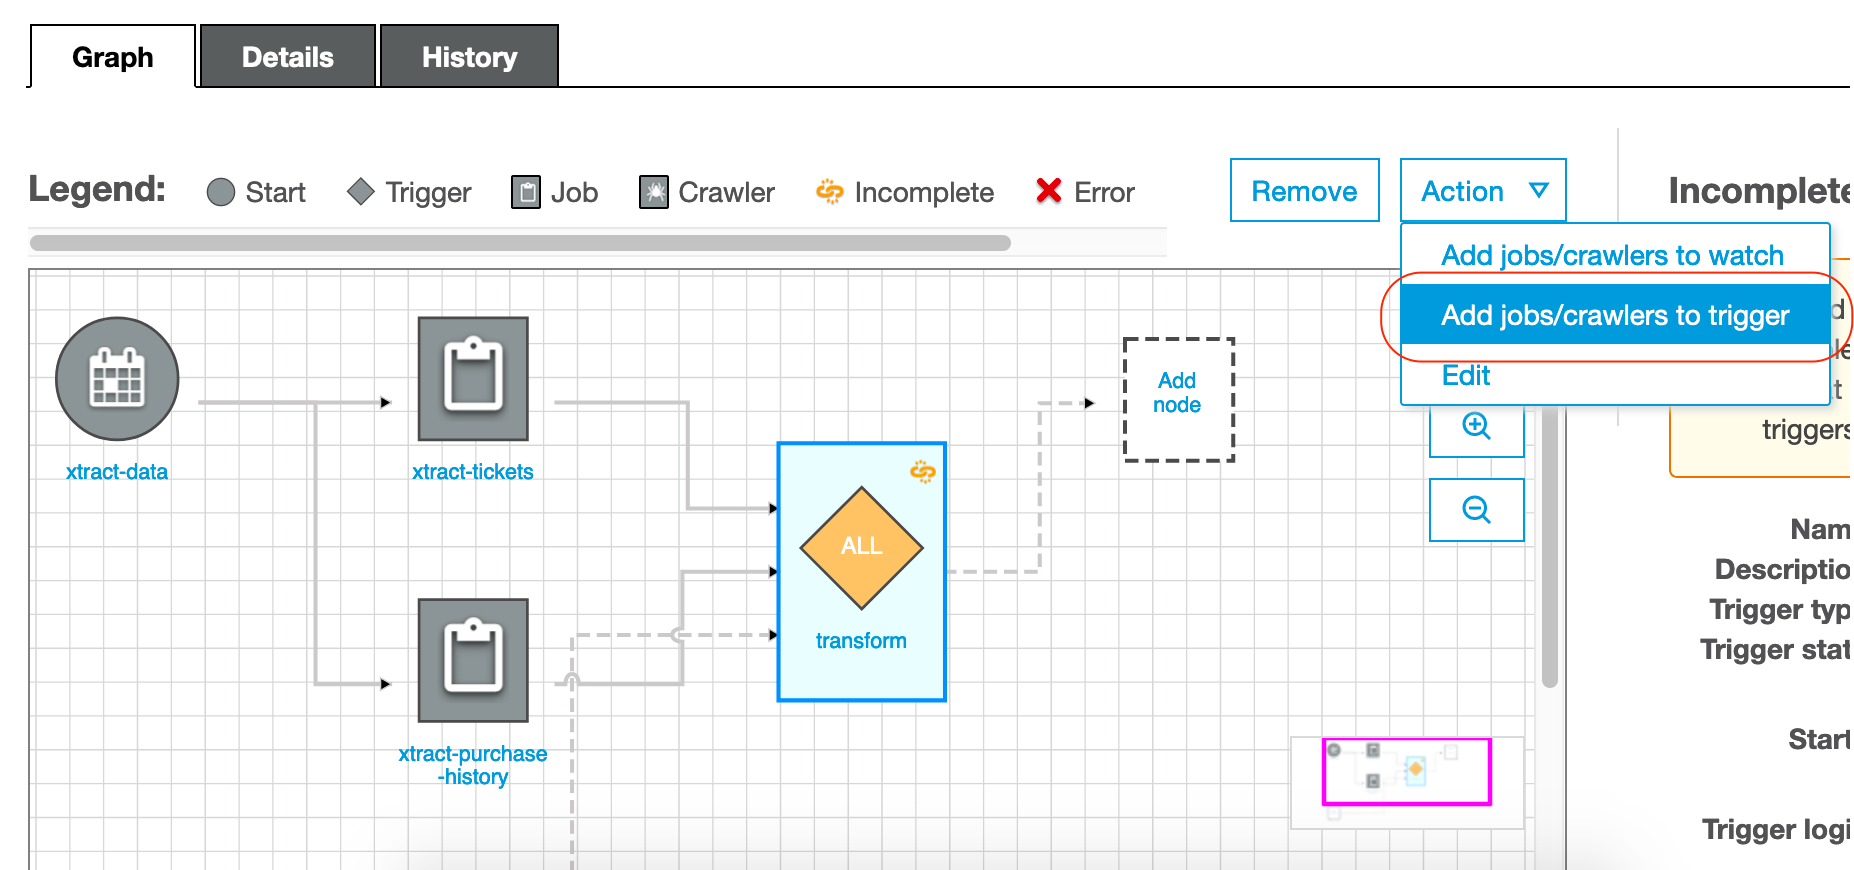 Graph
Details
History
Legend:
Start
Trigger
Job
Crawler
Incomplete
Error
Remove
Action
Add jobs/crawlers to watch
Add jobs/crawlers to trigger
Edit
Incomplete
triggers
xtract-data
xtract-tickets
xtract-purchase
-history
ALL
transform
Add
node
Nam
Descriptio
Trigger typ
Trigger stat
Start
Trigger logi